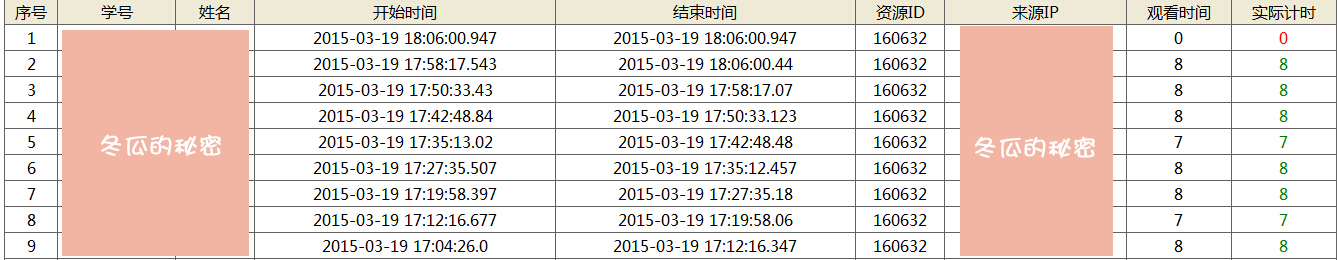 序号 学号 姓名 开始时间 结束时间 资源ID 来源IP 观看时间 实际计时
1 2015-03-19 18:06:00.947 2015-03-19 18:06:00.947 160632 0 0
2 2015-03-19 17:58:17.543 2015-03-19 18:06:00.44 160632 8 8
3 2015-03-19 17:50:33.43 2015-03-19 17:58:17.07 160632 8 8
4 2015-03-19 17:42:48.84 2015-03-19 17:50:33.123 160632 8 8
5 冬瓜的秘密 2015-03-19 17:35:13.02 2015-03-19 17:42:48.48 160632 冬瓜的秘密 7 7
6 2015-03-19 17:27:35.507 2015-03-19 17:35:12.457 160632 8 8
7 2015-03-19 17:19:58.397 2015-03-19 17:27:35.18 160632 8 8
8 2015-03-19 17:12:16.677 2015-03-19 17:19:58.06 160632 7 7
9 2015-03-19 17:04:26.0 2015-03-19 17:12:16.347 160632 8 8